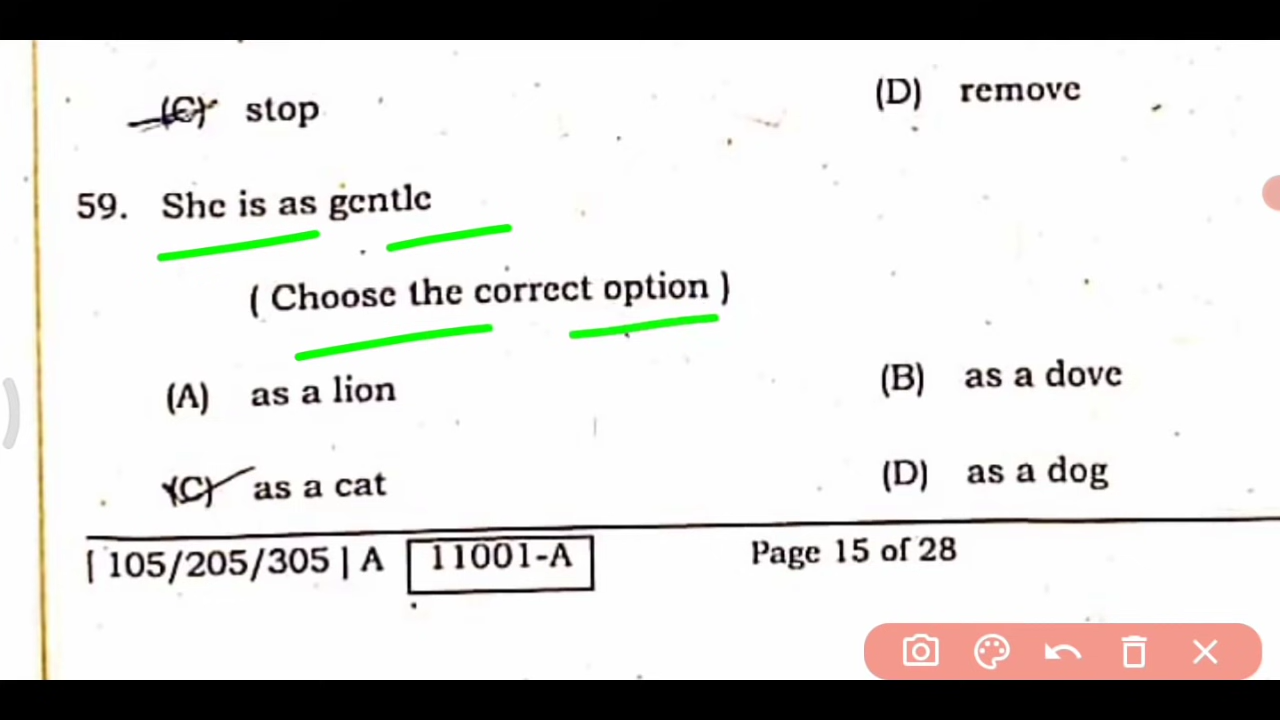 (C) stop
(D) remove
59. She is as gentle
( Choose the correct option )
(A) as a lion
(B) as a dove
(C) as a cat
(D) as a dog
[ 105/205/305 ] A 11001-A Page 15 of 28